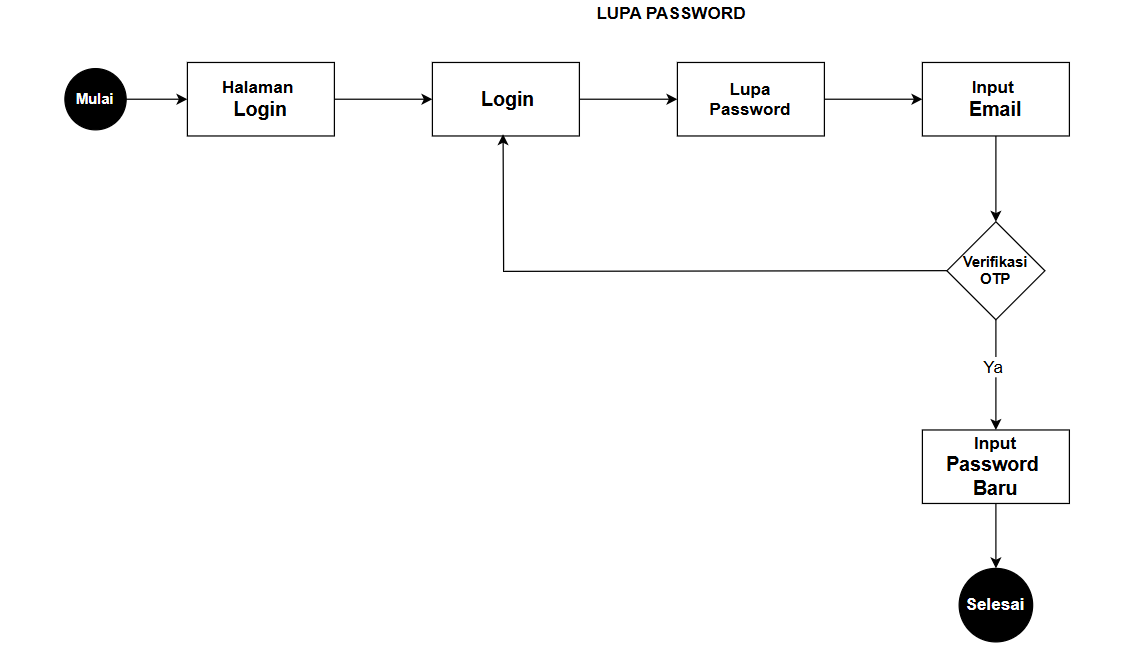 LUPA PASSWORD
Mulai
Halaman
Login
Login
Lupa
Password
Input
Email
Verifikasi
OTP
Ya
Input
Password
Baru
Selesai